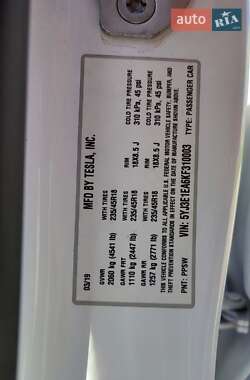 auto
RIA
.com
MFD BY TESLA, INC.
COLD TIRE PRESSURE
310 kPa, 45 psi
COLD TIRE PRESSURE
310 kPa, 45 psi
RIM
18X8.5 J
RIM
18X8.5 J
WITH TIRES
235/45R18
WITH TIRES
235/45R18
03/19
GVWR
2060 kg (4541 lb)
GAWR FRT
1110 kg (2447 lb)
GAWR RR
1257 kg (2771 lb)
THIS VEHICLE CONFORMS TO ALL APPLICABLE U.S. FEDERAL MOTOR VEHICLE SAFETY, BUMPER, AND
THEFT PREVENTION STANDARDS IN EFFECT ON THE DATE OF MANUFACTURE SHOWN ABOVE.
VIN: 5YJ3E1EA6KF310003
TYPE: PASSENGER CAR
PNT: PPSW